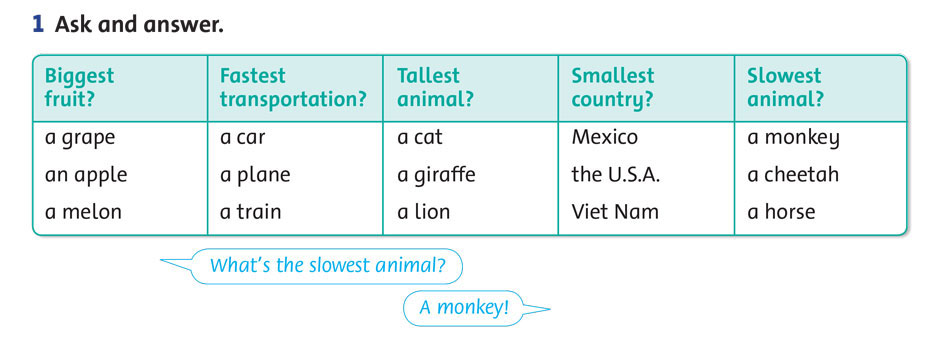 1 Ask and answer.
Biggest fruit? Fastest transportation? Tallest animal? Smallest country? Slowest animal?
a grape a car a cat Mexico a monkey
an apple a plane a giraffe the U.S.A. a cheetah
a melon a train a lion Viet Nam a horse
What's the slowest animal?
A monkey!